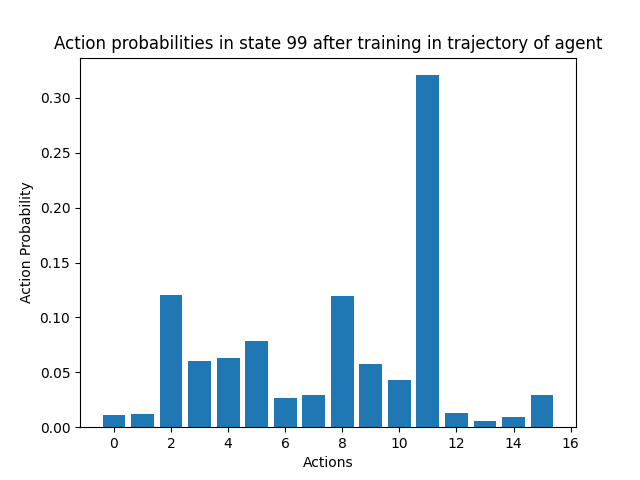 Action probabilities in state 99 after training in trajectory of agent
0.30
0.25
0.20
0.15
0.10
0.05
0.00
Action Probability
0 2 4 6 8 10 12 14 16
Actions